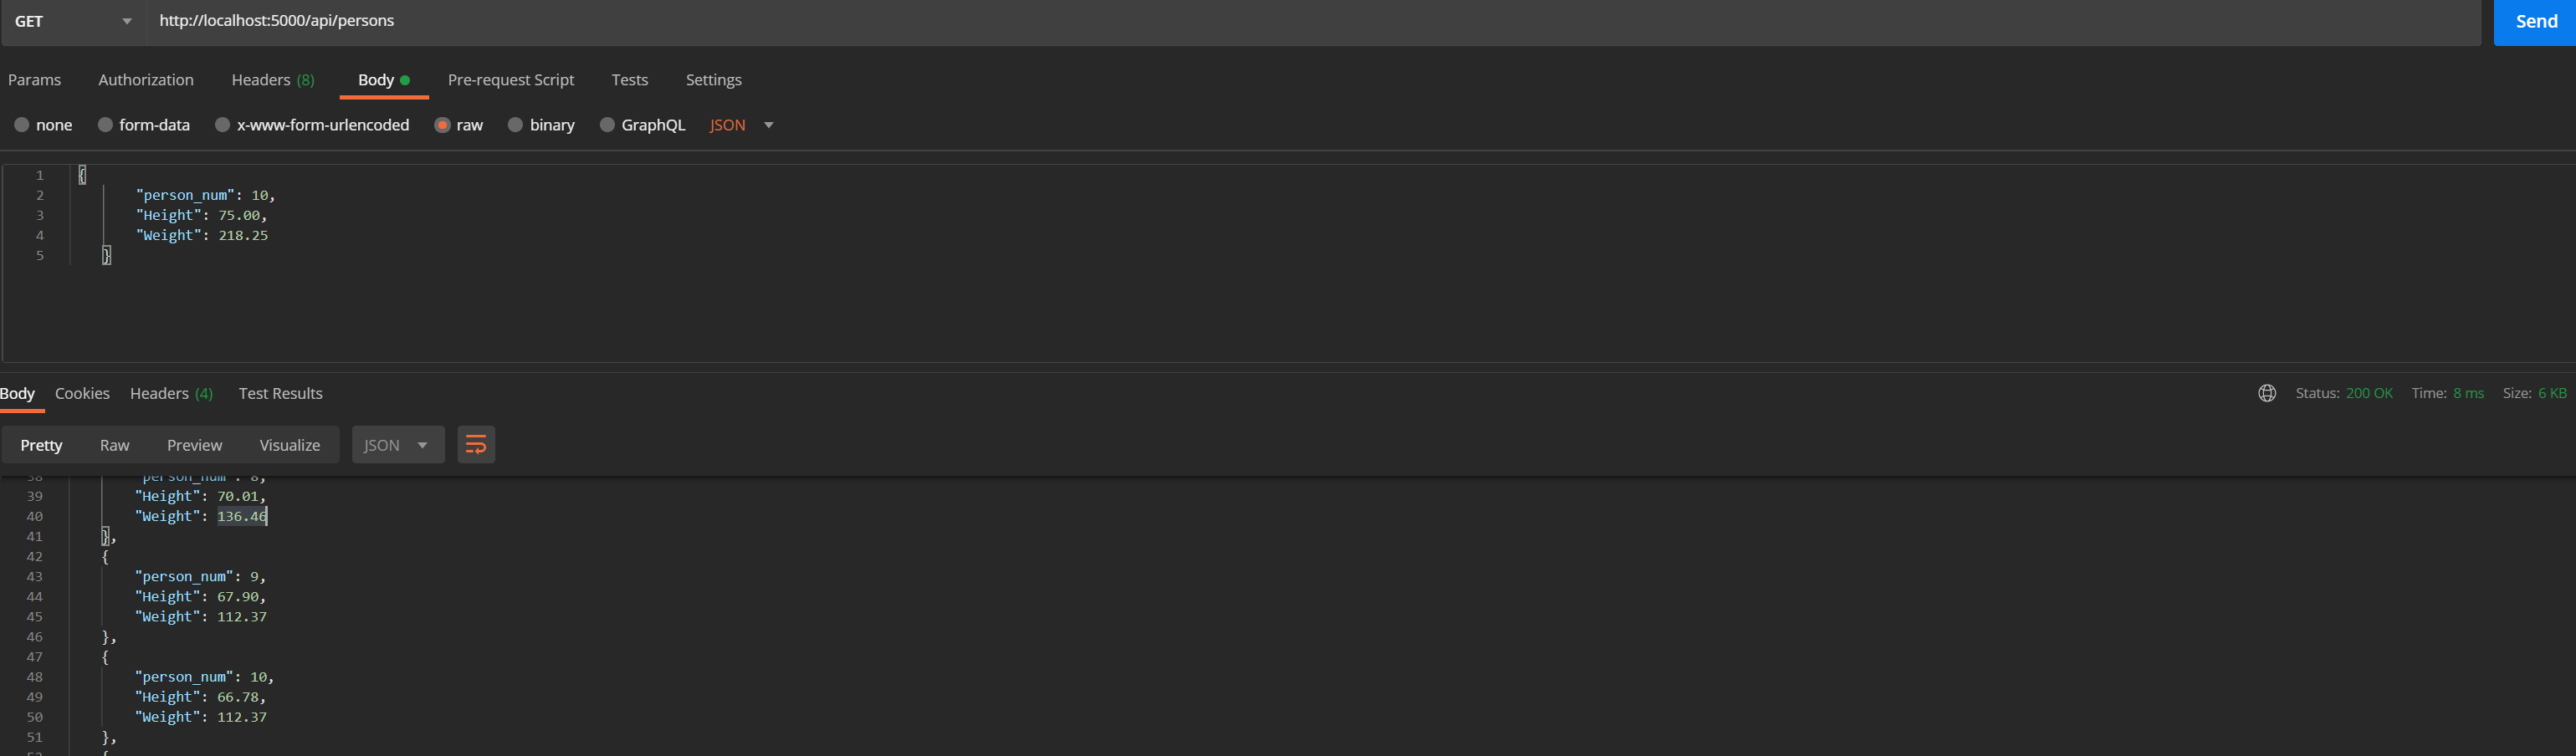 GET http://localhost:5000/api/persons Send
Params Authorization Headers (8) Body Pre-request Script Tests Settings
none form-data x-www-form-urlencoded raw binary GraphQL JSON
1 {
2 "person_num": 10,
3 "Height": 75.00,
4 "Weight": 218.25
5 }
Body Cookies Headers (4) Test Results Status: 200 OK Time: 8 ms Size: 6 KB
Pretty Raw Preview Visualize JSON
38 "person_num": 8,
39 "Height": 70.01,
40 "Weight": 136.46
41 },
42 {
43 "person_num": 9,
44 "Height": 67.90,
45 "Weight": 112.37
46 },
47 {
48 "person_num": 10,
49 "Height": 66.78,
50 "Weight": 112.37
51 },
52 {